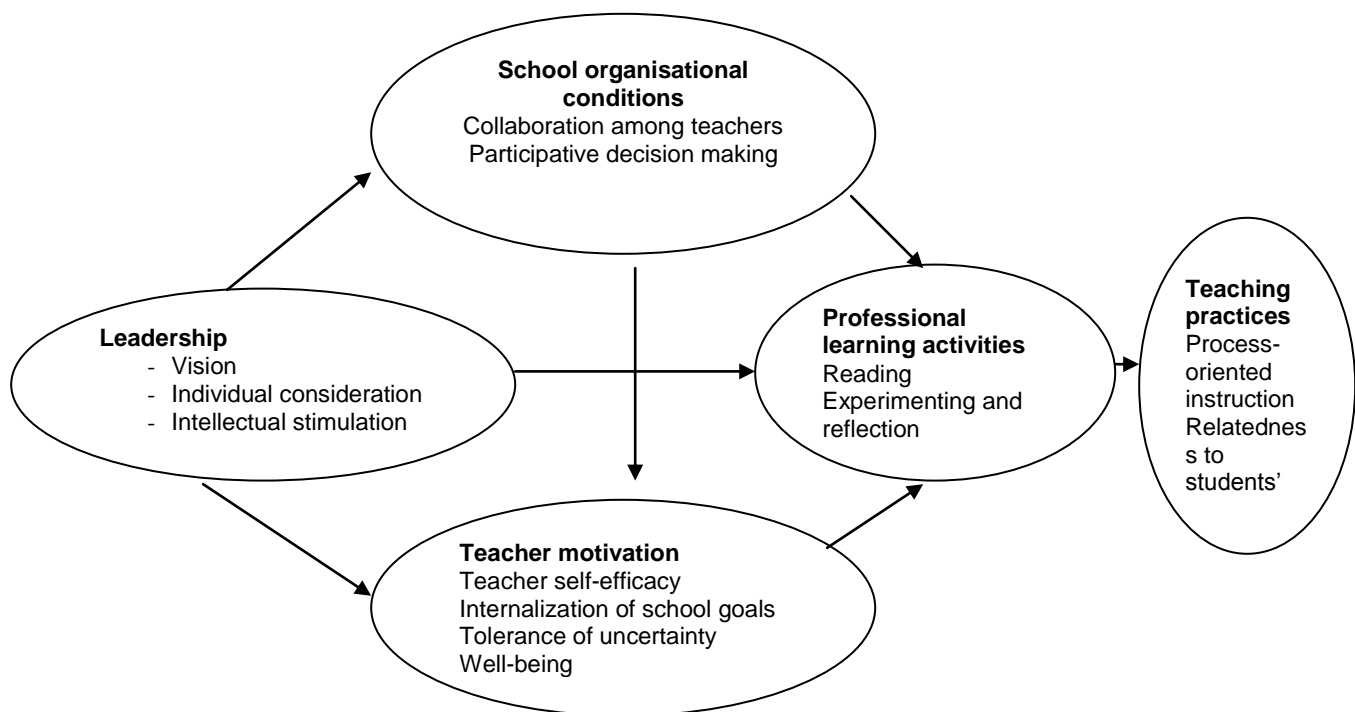 School organisational
conditions
Collaboration among teachers
Participative decision making
Leadership
- Vision
- Individual consideration
- Intellectual stimulation
Professional
learning activities
Reading
Experimenting and
reflection
Teaching
practices
Process-
oriented
instruction
Relatednes
s to
students’
Teacher motivation
Teacher self-efficacy
Internalization of school goals
Tolerance of uncertainty
Well-being